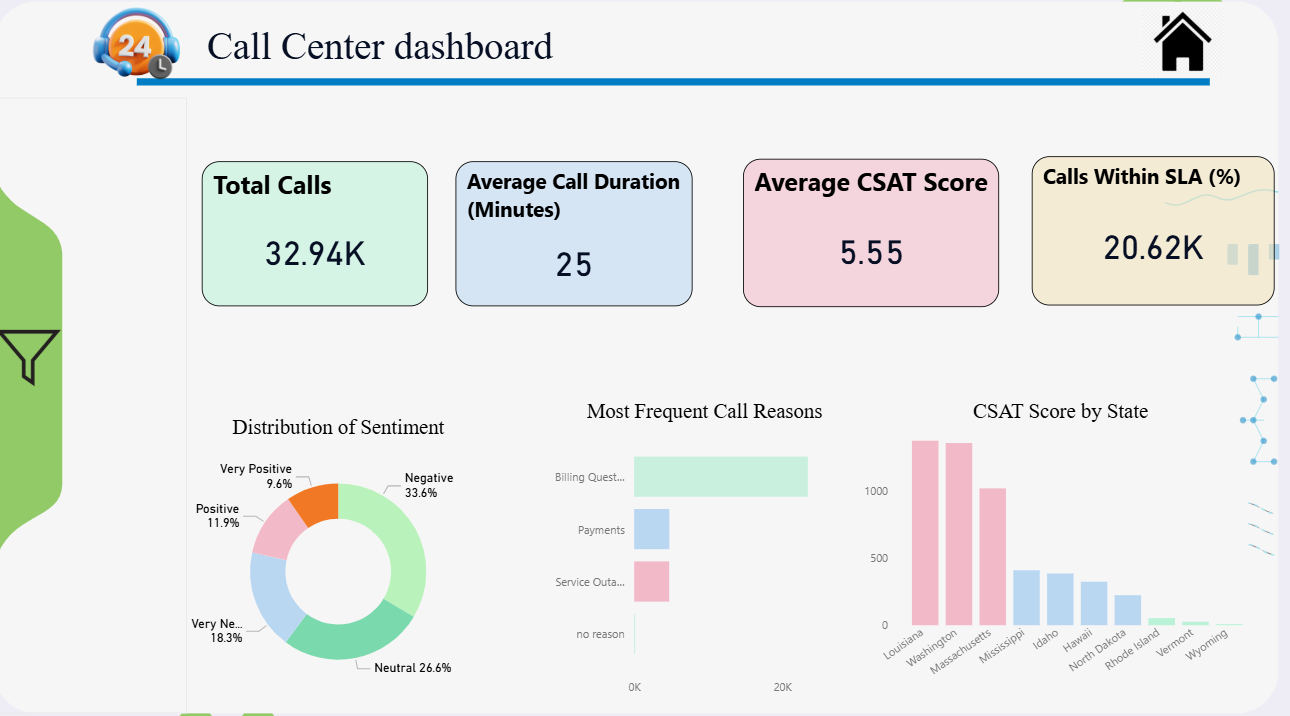 24
Call Center dashboard
Total Calls
32.94K
Average Call Duration
(Minutes)
25
Average CSAT Score
5.55
Calls Within SLA (%)
20.62K
Distribution of Sentiment
Very Positive
9.6%
Negative
33.6%
Positive
11.9%
Very Ne...
18.3%
Neutral 26.6%
Most Frequent Call Reasons
Billing Quest...
Payments
Service Outa...
no reason
0K
20K
CSAT Score by State
1000
500
0
Louisiana
Washington
Massachusetts
Mississippi
Idaho
Hawaii
North Dakota
Rhode Island
Vermont
Wyoming